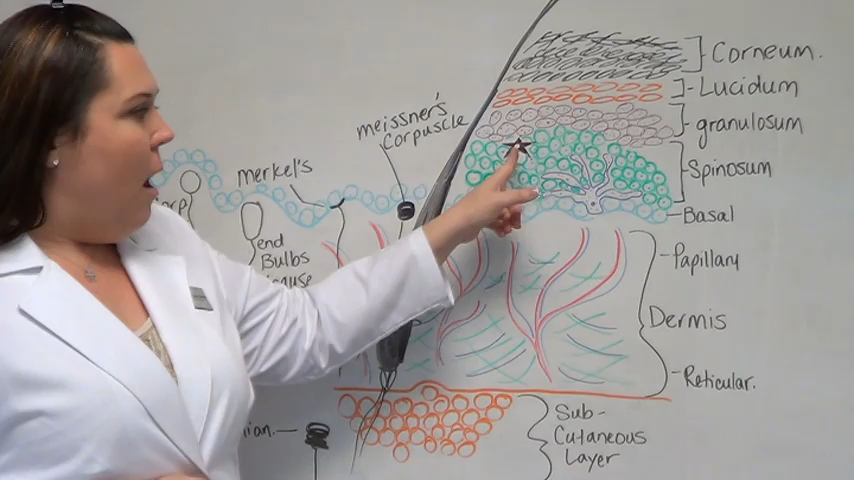 Corneum.
Lucidum
granulosum
Spinosum
Basal
Papillary
Dermis
Reticular.
Sub-
Cutaneous
Layer
meissner's
Corpuscle
merkel's
end
Bulbs